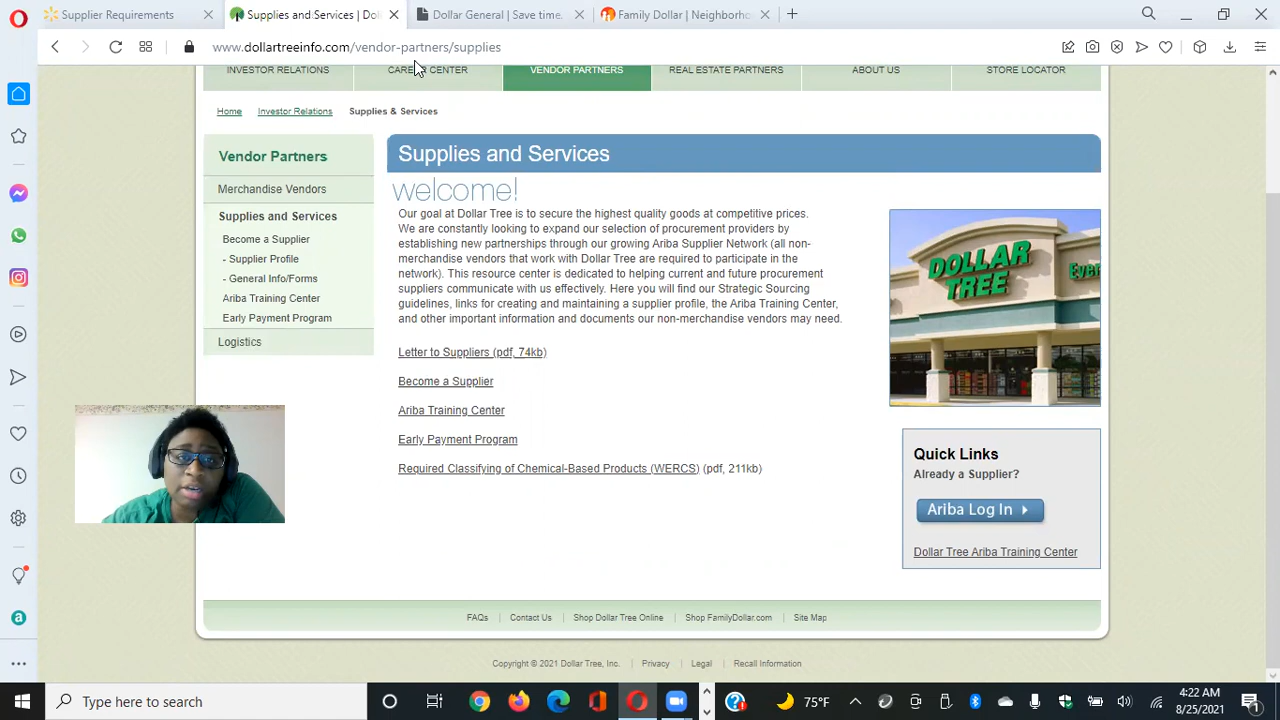 Supplier Requirements
Supplies and Services | Do
Dollar General | Save time.
Family Dollar | Neighborho
www.dollartreeinfo.com/vendor-partners/supplies
INVESTOR RELATIONS
VENDOR PARTNERS
REAL ESTATE PARTNERS
ABOUT US
STORE LOCATOR
Home
Investor Relations
Supplies & Services
Vendor Partners
Merchandise Vendors
Supplies and Services
Become a Supplier
- Supplier Profile
- General Info/Forms
Ariba Training Center
Early Payment Program
Logistics
Supplies and Services
welcome!
Our goal at Dollar Tree is to secure the highest quality goods at competitive prices.
We are constantly looking to expand our selection of procurement providers by
establishing new partnerships through our growing Ariba Supplier Network (all non-
merchandise vendors that work with Dollar Tree are required to participate in the
network). This resource center is dedicated to helping current and future procurement
suppliers communicate with us effectively. Here you will find our Strategic Sourcing
guidelines, links for creating and maintaining a supplier profile, the Ariba Training Center,
and other important information and documents our non-merchandise vendors may need.
Letter to Suppliers (pdf, 74kb)
Become a Supplier
Ariba Training Center
Early Payment Program
Required Classifying of Chemical-Based Products (WERCS) (pdf, 211kb)
DOLLAR
TREE
Quick Links
Already a Supplier?
Ariba Log In
Dollar Tree Ariba Training Center
FAQs
Contact Us
Shop Dollar Tree Online
Shop FamilyDollar.com
Site Map
Copyright © 2021 Dollar Tree, Inc.
Privacy
Legal
Recall Information
Type here to search
75°F
4:22 AM
8/25/2021